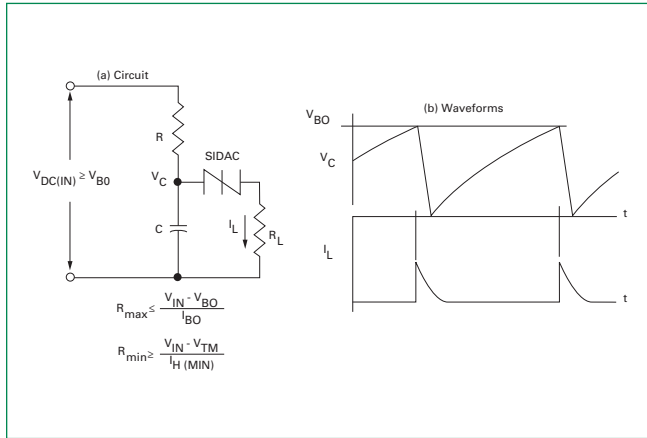 (a) Circuit
R
SIDAC
V_DC(IN) ≥ V_B0
V_C
C
I_L
R_L
R_max ≤ (V_IN - V_BO) / I_BO
R_min ≥ (V_IN - V_TM) / I_H (MIN)
(b) Waveforms
V_BO
V_C
t
I_L
t